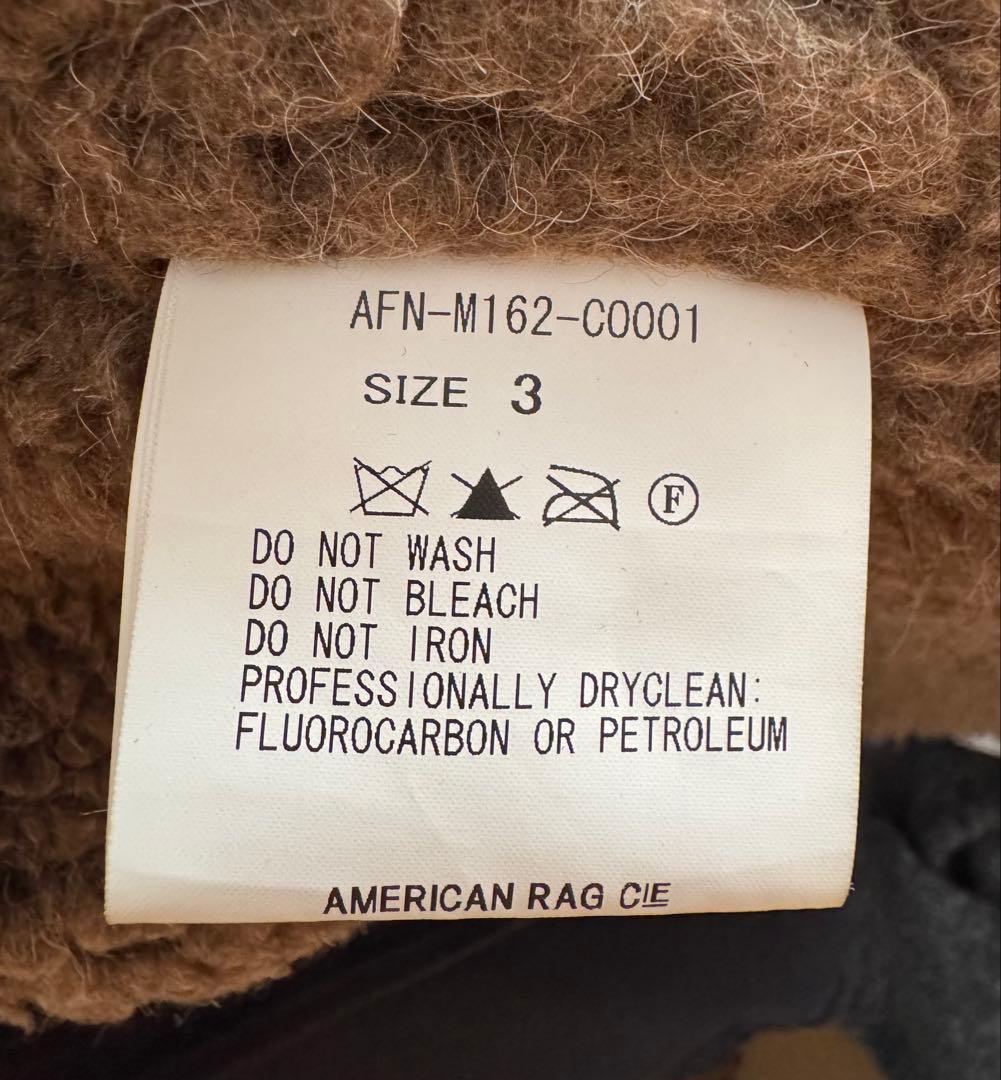 AFN-M162-C0001
SIZE 3
F
DO NOT WASH
DO NOT BLEACH
DO NOT IRON
PROFESSIONALLY DRYCLEAN:
FLUOROCARBON OR PETROLEUM
AMERICAN RAG CIE